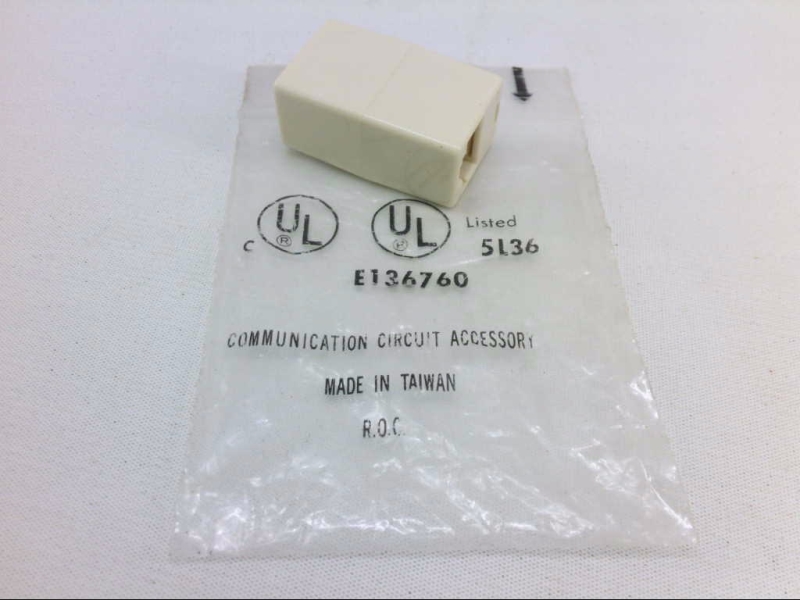 C UL ® UL ® Listed
5L36
E136760
COMMUNICATION CIRCUIT ACCESSORY
MADE IN TAIWAN
R.O.C.